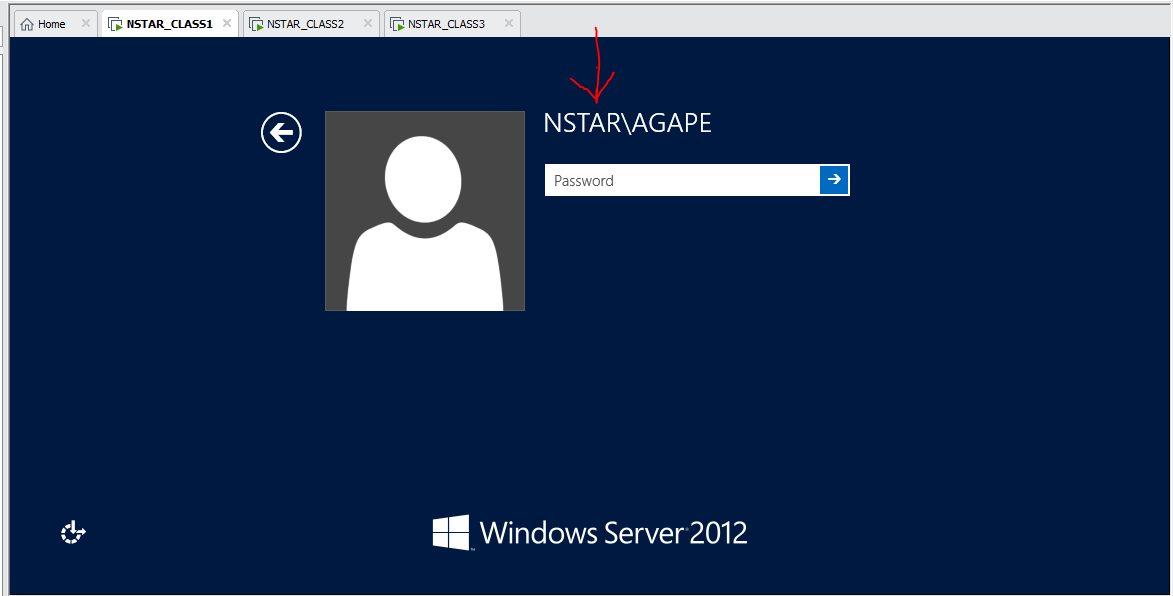 Home
NSTAR_CLASS1
NSTAR_CLASS2
NSTAR_CLASS3
NSTAR\AGAPE
Password
Windows Server 2012